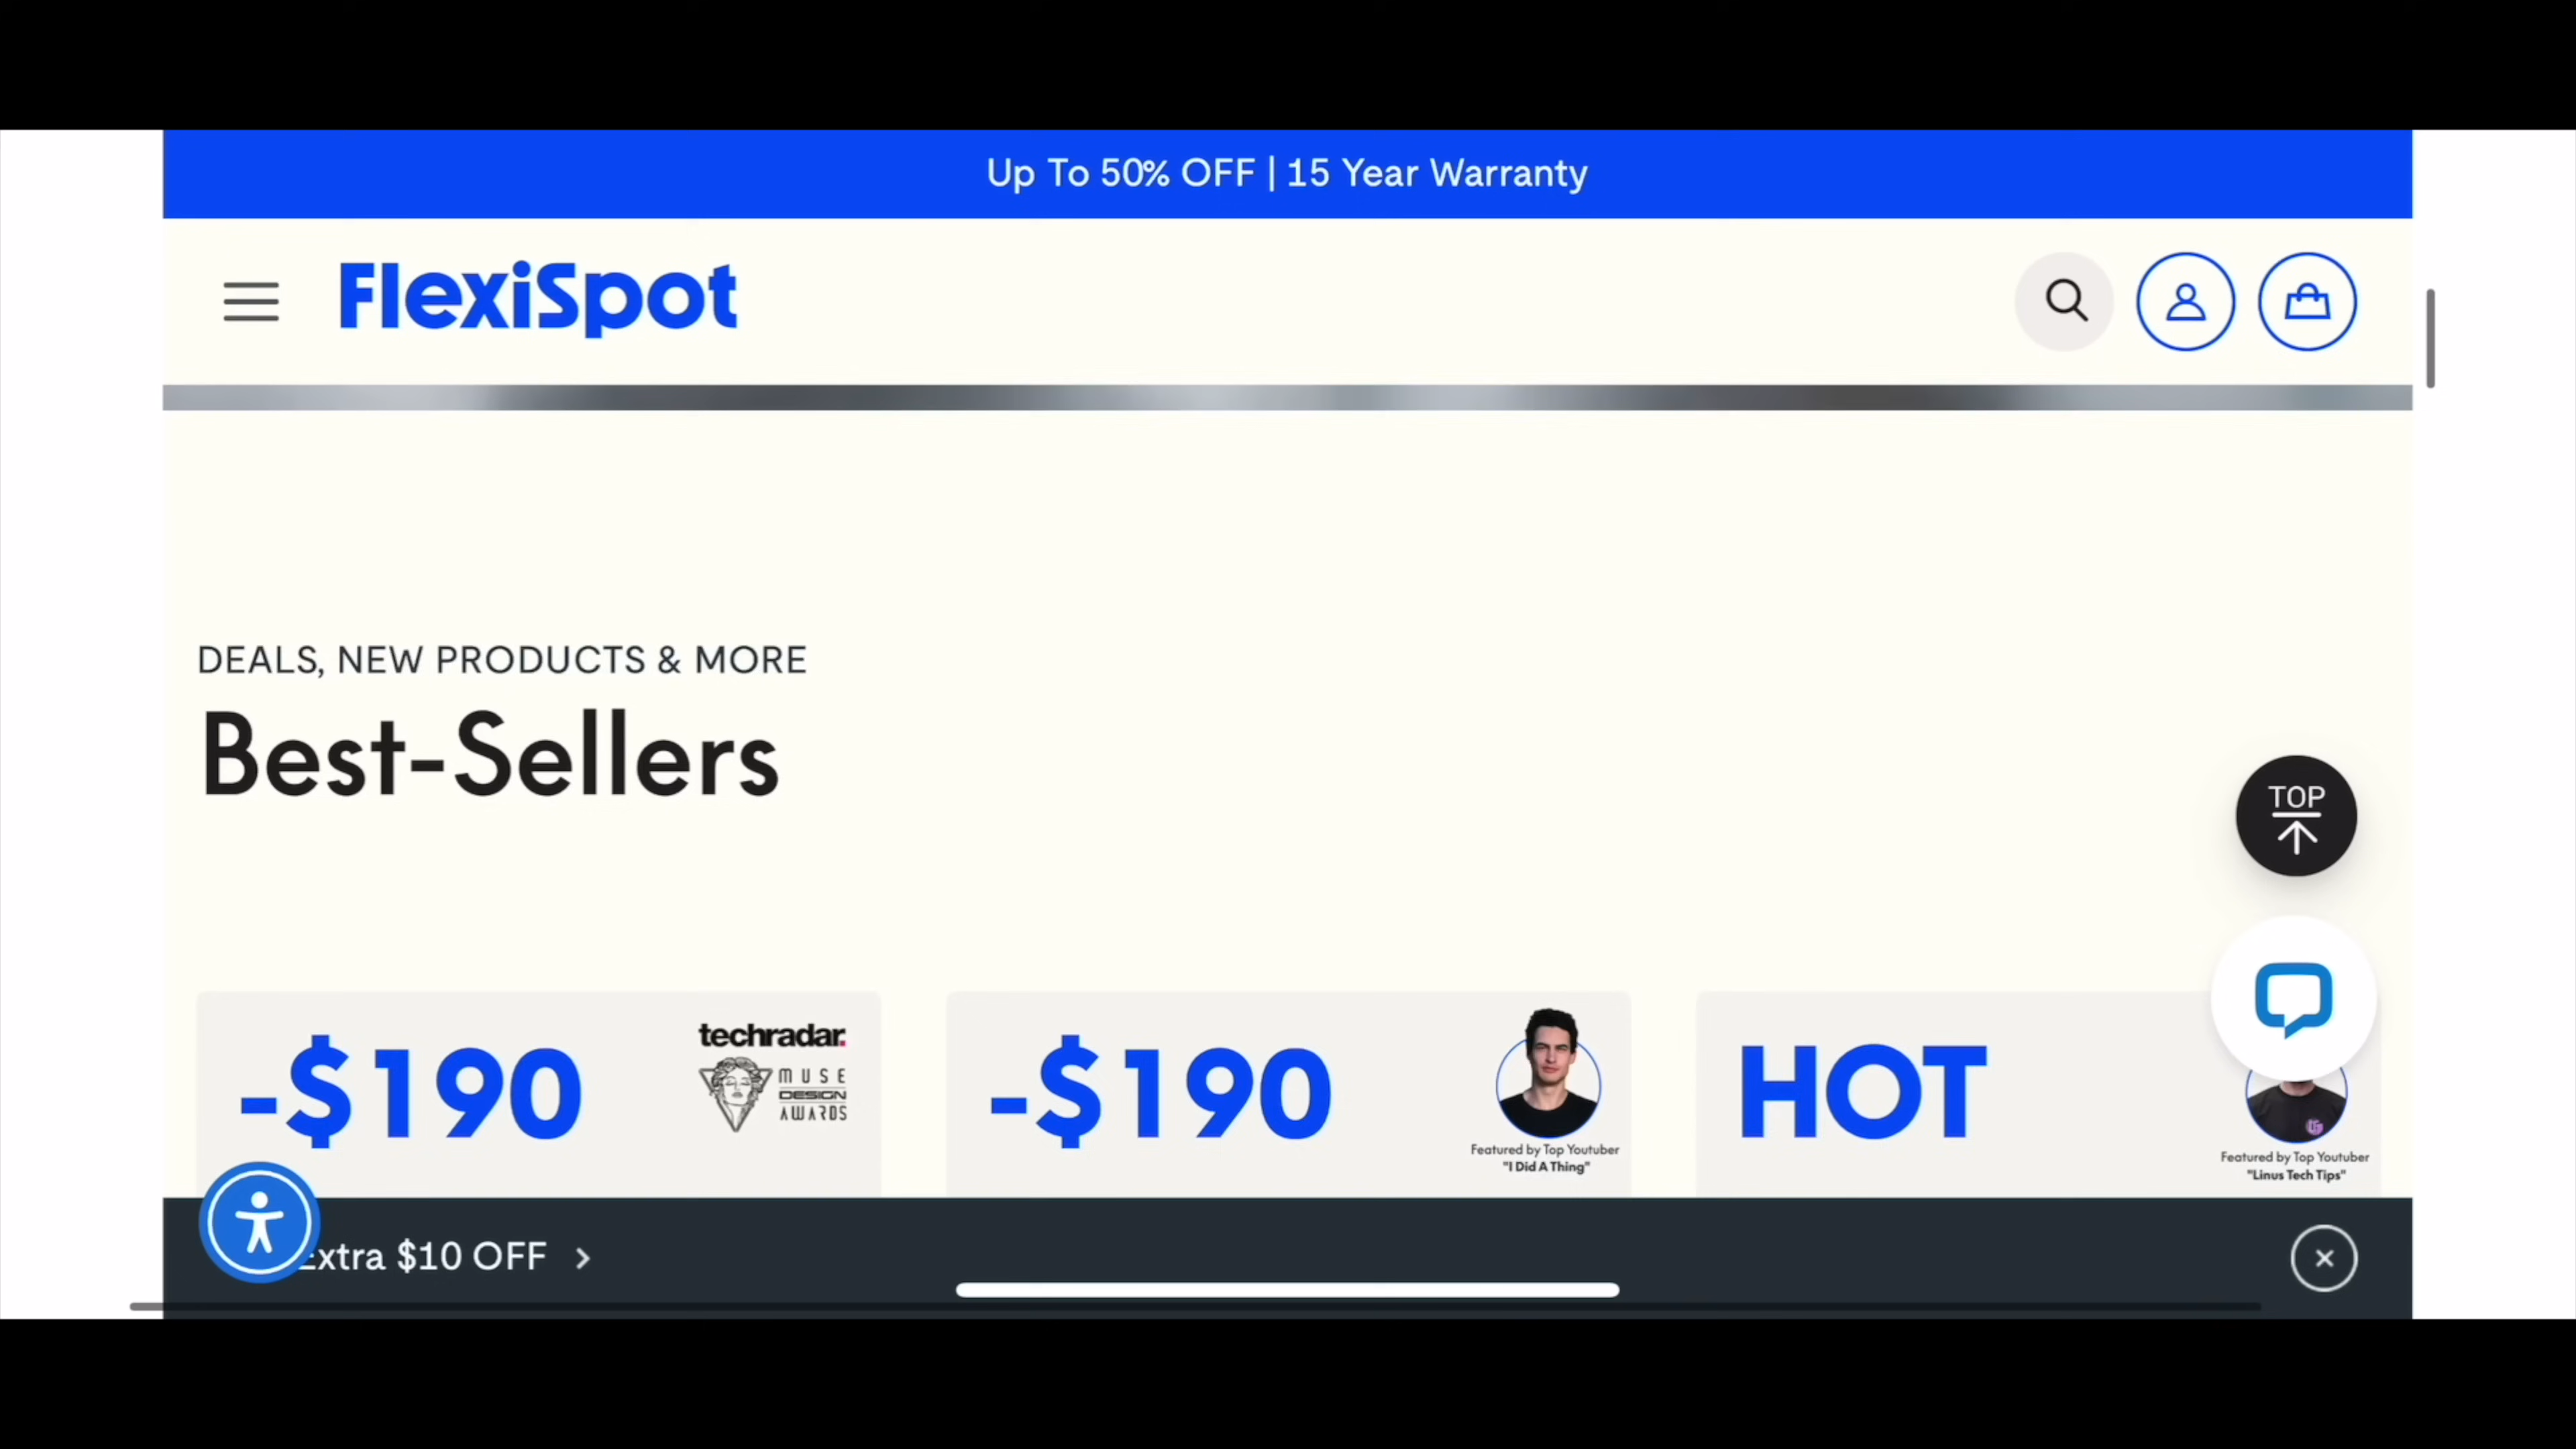 Up To 50% OFF | 15 Year Warranty
FlexiSpot
DEALS, NEW PRODUCTS & MORE
Best-Sellers
TOP
-$190
techradar.
MUSE
DESIGN
AWARDS
-$190
Featured by Top Youtuber
"I Did A Thing"
HOT
Featured by Top Youtuber
"Linus Tech Tips"
Extra $10 OFF